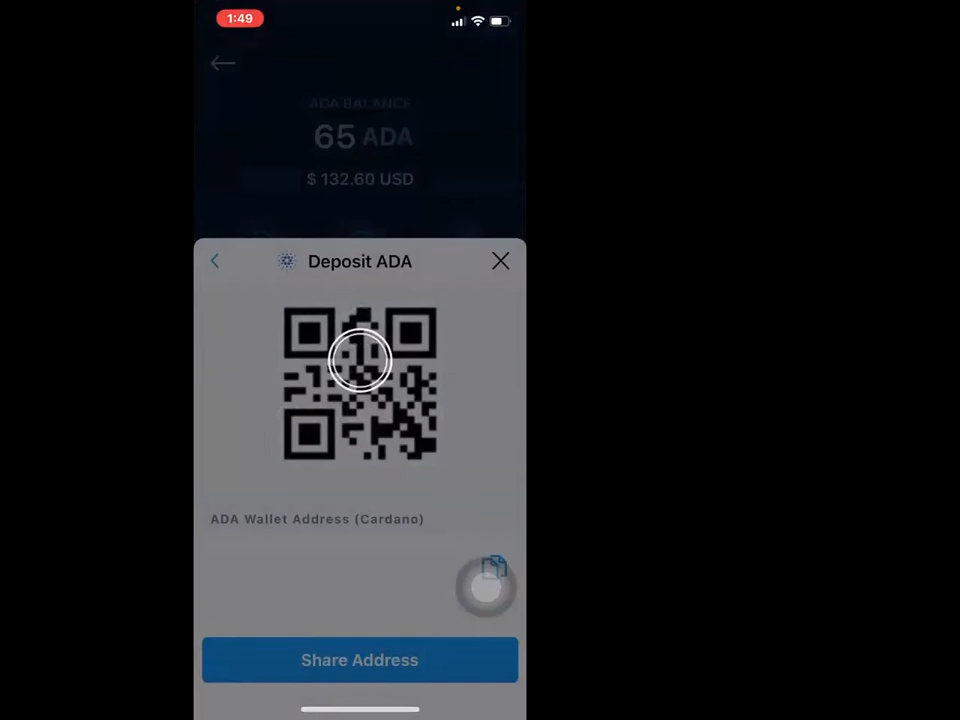 1:49
ADA BALANCE
65 ADA
$ 132.60 USD
Deposit ADA
ADA Wallet Address (Cardano)
Share Address